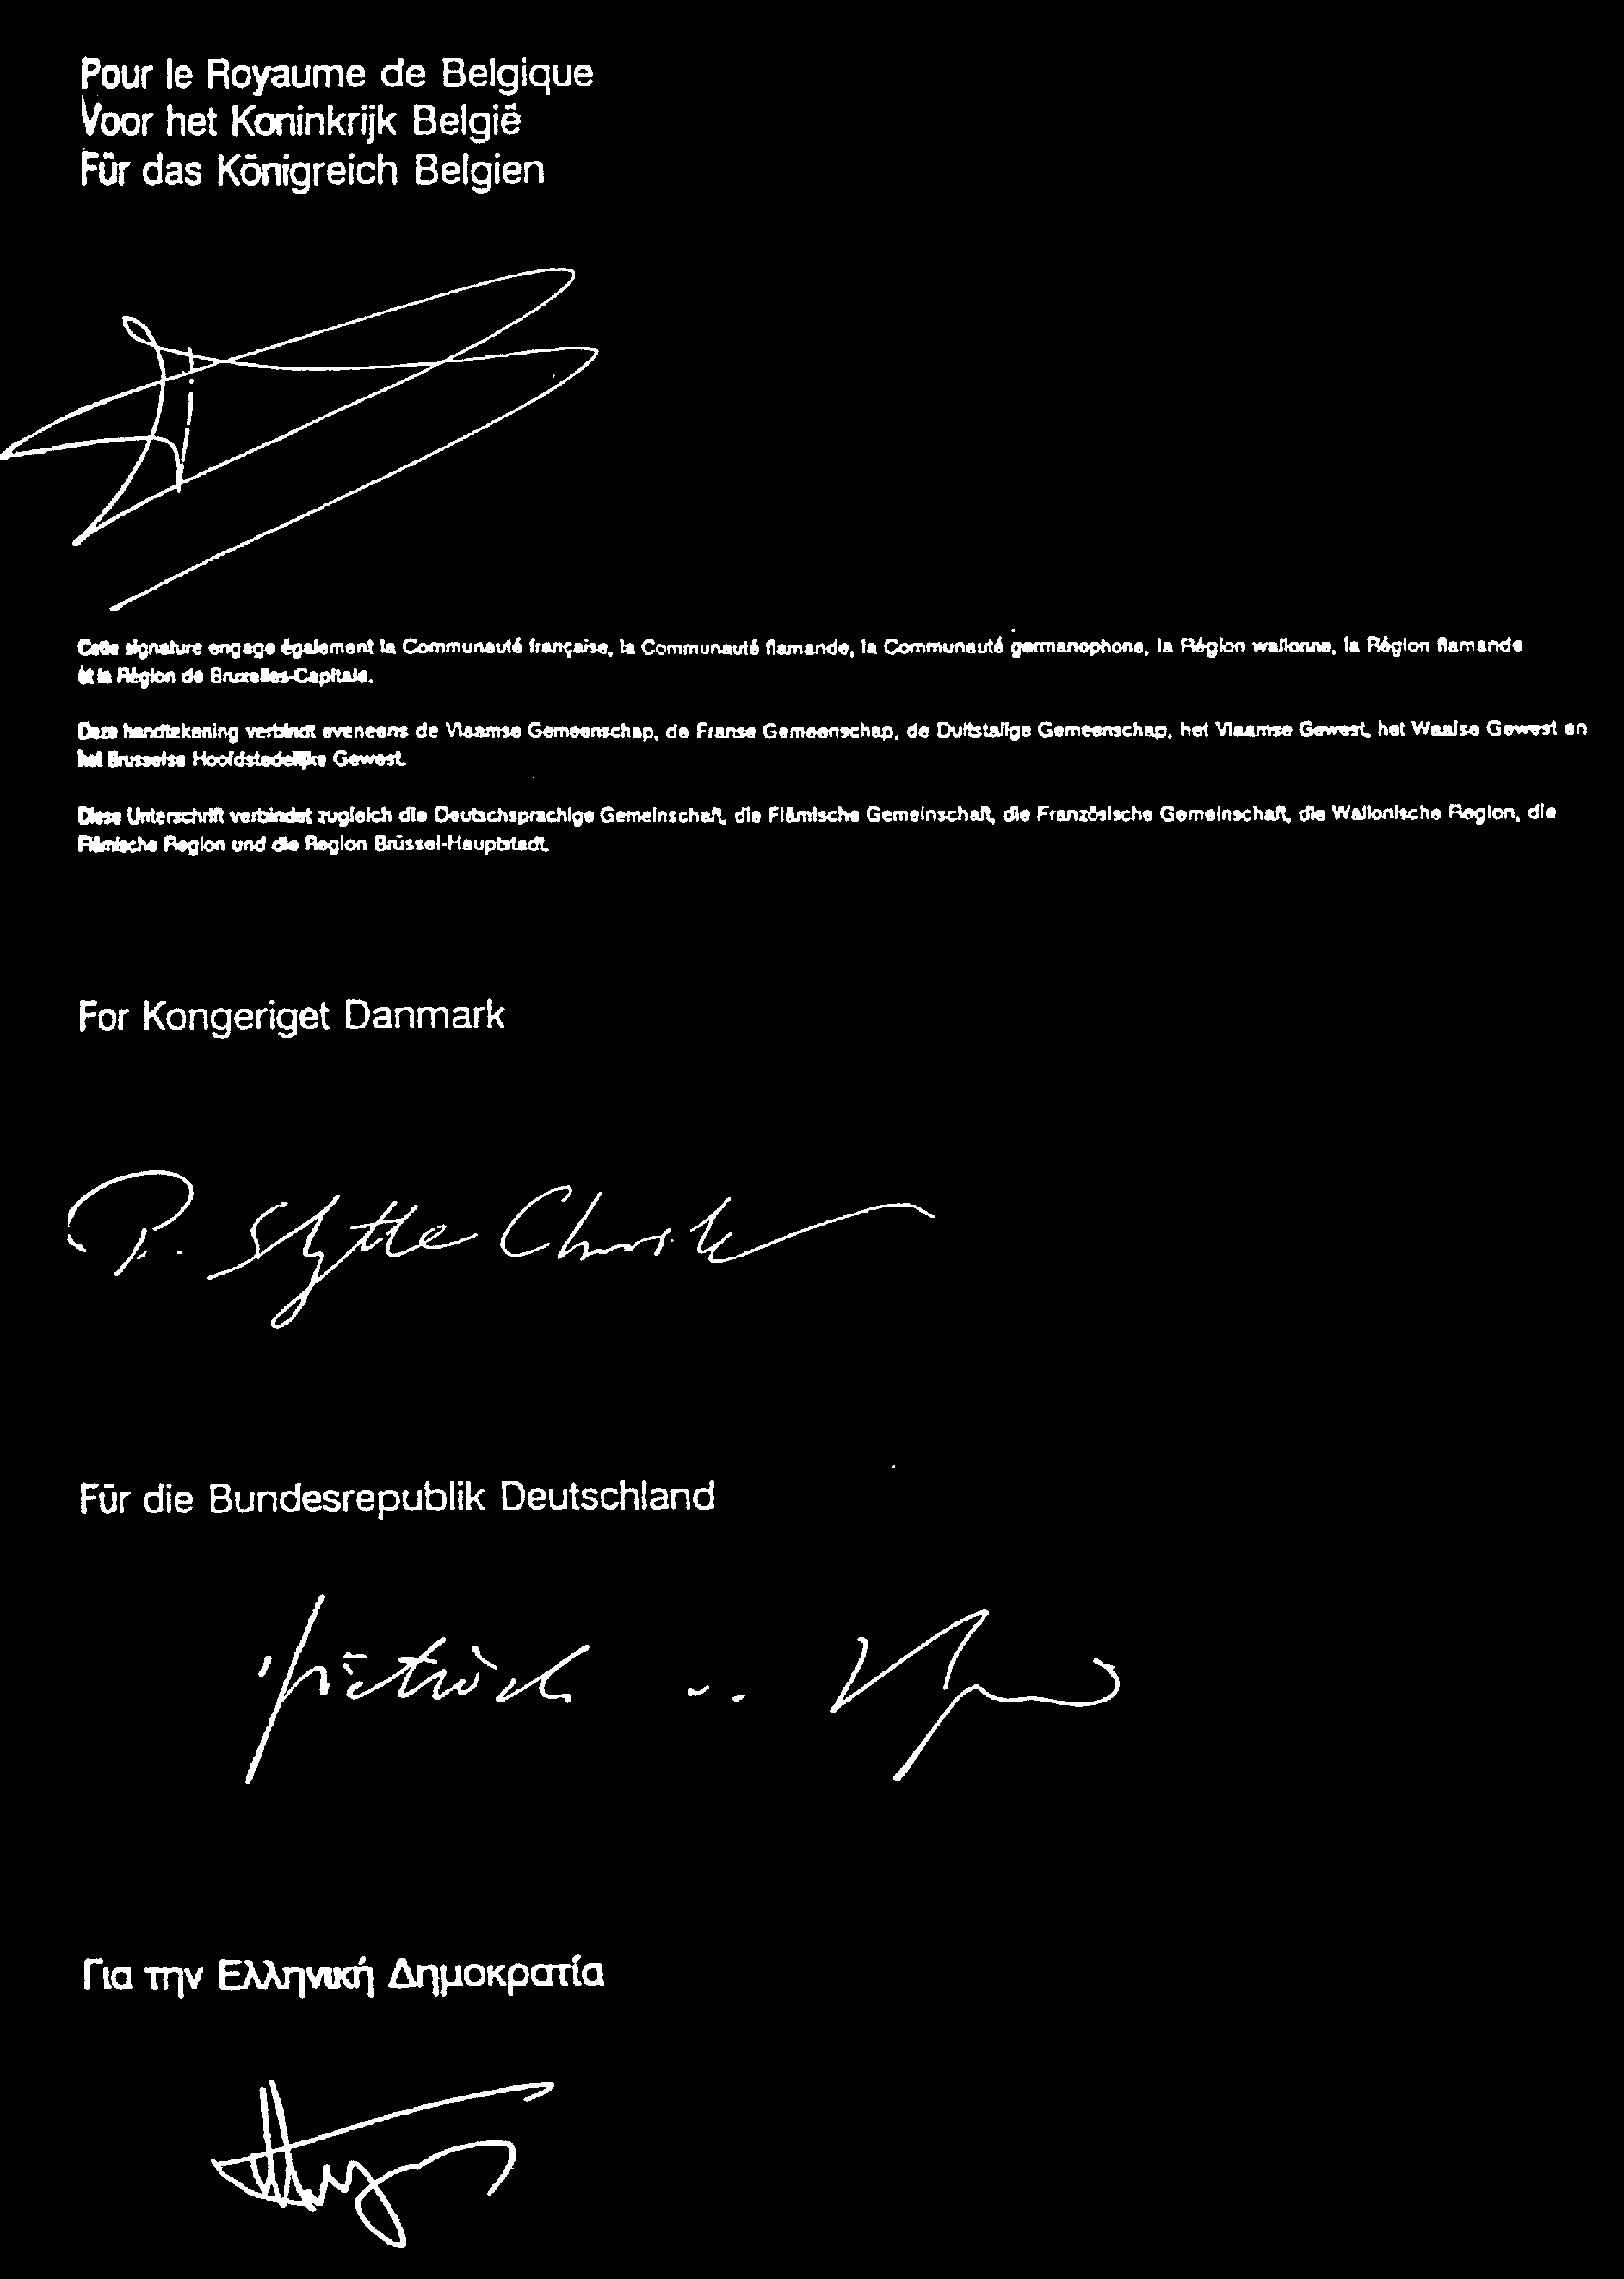 Pour le Royaume de Belgique
Voor het Koninkrijk België
Für das Königreich Belgien
Cette signature engage également la Communauté française, la Communauté flamande, la Communauté germanophone, la Région wallonne, la Région flamande
et la Région de Bruxelles-Capitale.
Deze handtekening verbindt eveneens de Vlaamse Gemeenschap, de Franse Gemeenschap, de Duitstalige Gemeenschap, het Vlaamse Gewest, het Waalse Gewest en
het Brusselse Hoofdstedelijke Gewest.
Diese Unterschrift verbindet zugleich die Deutschsprachige Gemeinschaft, die Flämische Gemeinschaft, die Französische Gemeinschaft, die Wallonische Region, die
Flämische Region und die Region Brüssel-Hauptstadt.
For Kongeriget Danmark
P.
Für die Bundesrepublik Deutschland
Για την Ελληνική Δημοκρατία